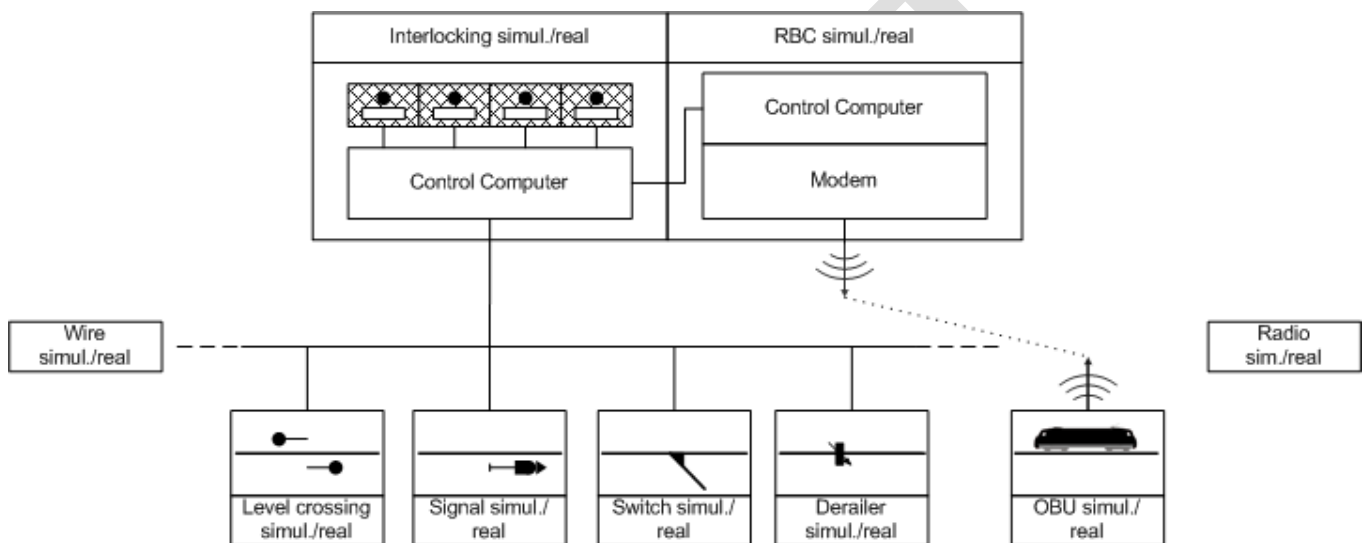 Interlocking simul./real
RBC simul./real
Control Computer
Control Computer
Modem
Wire
simul./real
Radio
sim./real
Level crossing
simul./real
Signal simul./
real
Switch simul./
real
Derailer
simul./real
OBU simul./
real